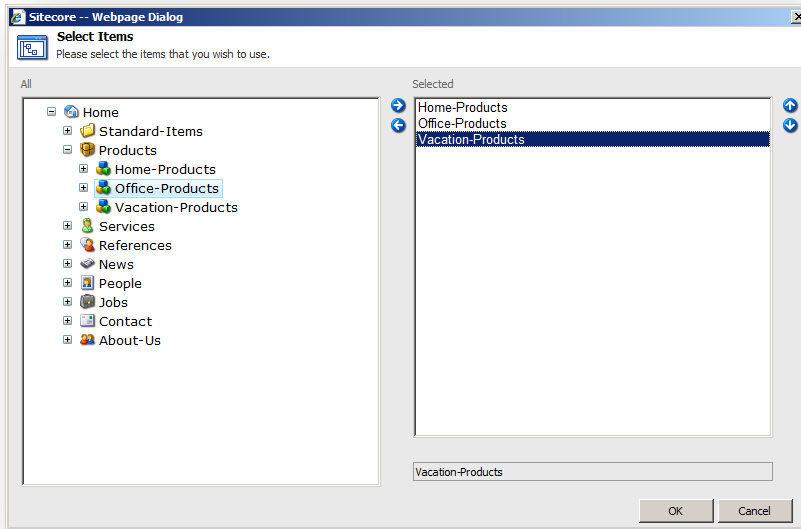 Sitecore -- Webpage Dialog
Select Items
Please select the items that you wish to use.
All
Home
Standard-Items
Products
Home-Products
Office-Products
Vacation-Products
Services
References
News
People
Jobs
Contact
About-Us
Selected
Home-Products
Office-Products
Vacation-Products
Vacation-Products
OK
Cancel